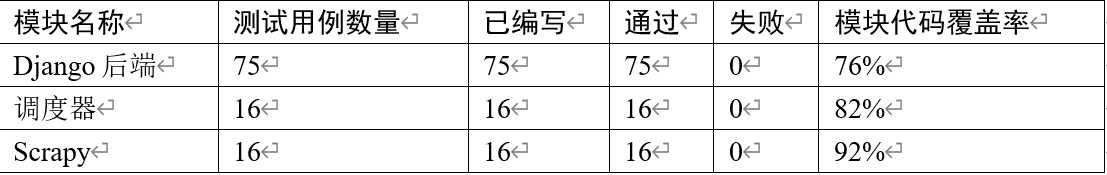 模块名称 测试用例数量 已编写 通过 失败 模块代码覆盖率
Django 后端 75 75 75 0 76%
调度器 16 16 16 0 82%
Scrapy 16 16 16 0 92%